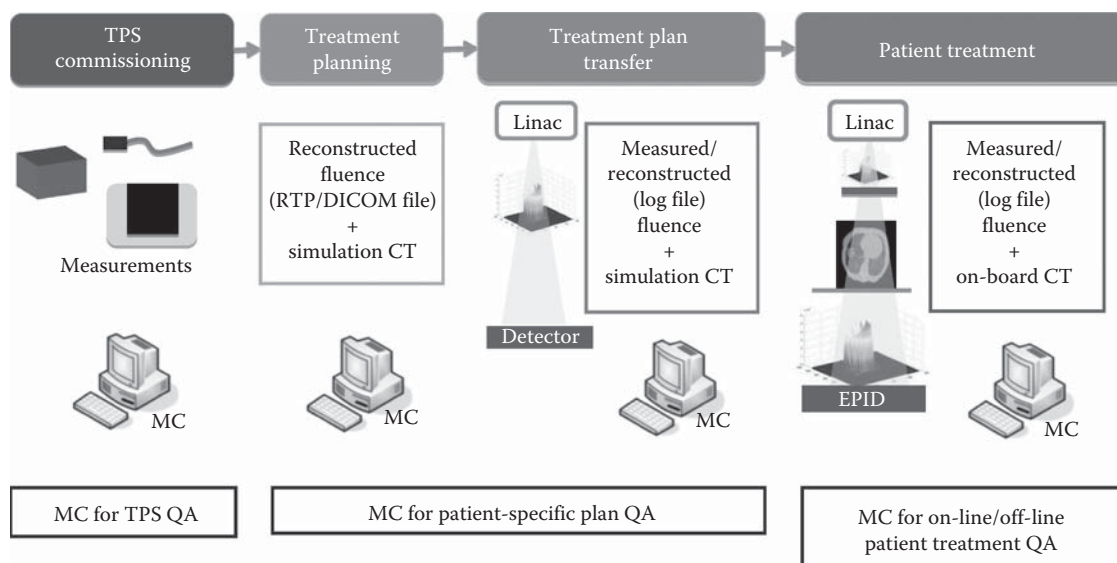 TPS
commissioning
Treatment
planning
Treatment plan
transfer
Patient treatment
Measurements
Reconstructed
fluence
(RTP/DICOM file)
+
simulation CT
Linac
Detector
Measured/
reconstructed
(log file)
fluence
+
simulation CT
Linac
EPID
Measured/
reconstructed
(log file)
fluence
+
on-board CT
MC
MC
MC
MC
MC for TPS QA
MC for patient-specific plan QA
MC for on-line/off-line
patient treatment QA